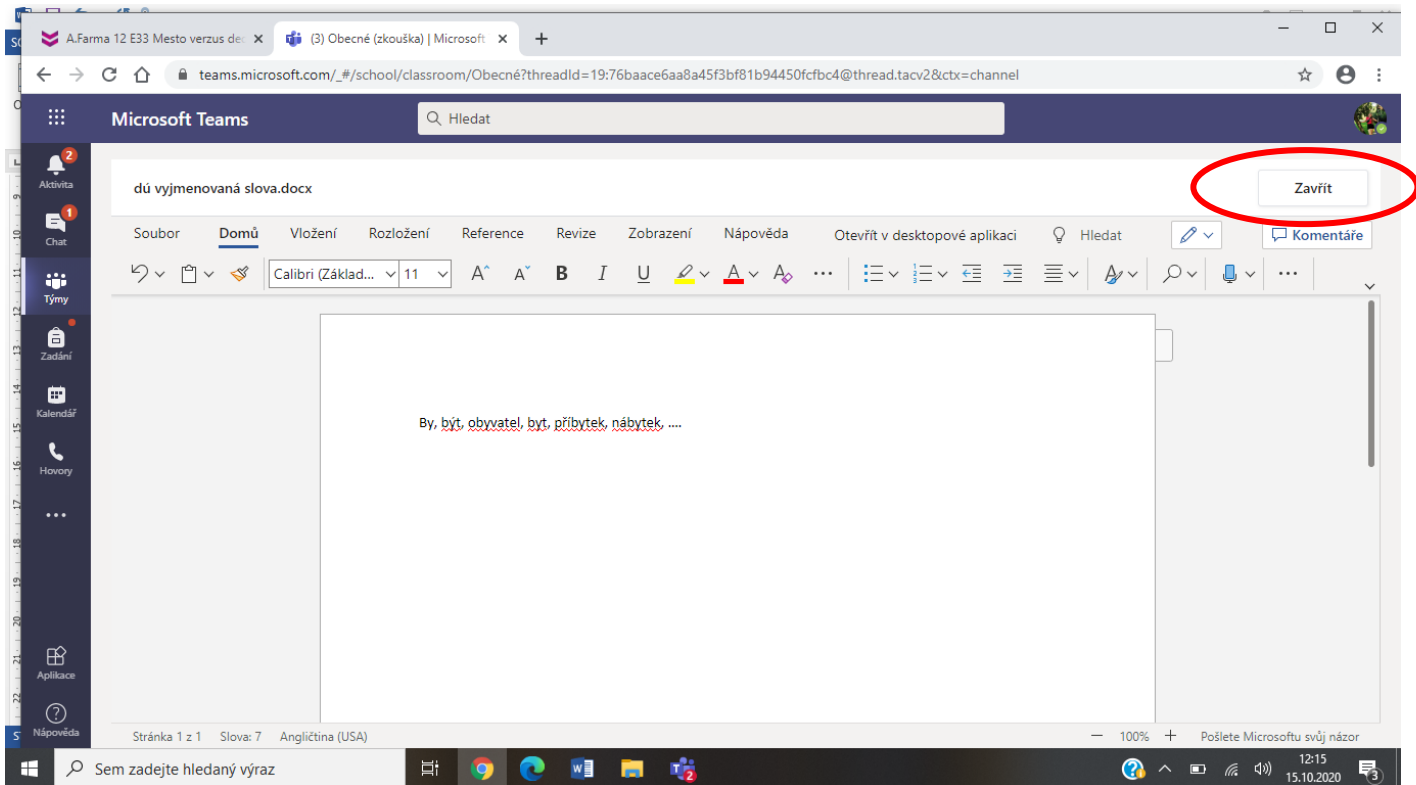 A.Farma 12 E33 Mesto verzus de
(3) Obecné (zkouška) | Microsoft
teams.microsoft.com/_#/school/classroom/Obecné?threadId=19:76baace6aa8a45f3bf81b94450fcfbc4@thread.tacv2&ctx=channel
Microsoft Teams
Hledat
2
Aktivita
1
Chat
Týmy
Zadání
Kalendář
Hovory
Aplikace
Nápověda
dú vyjmenovaná slova.docx
Zavřít
Soubor Domů Vložení Rozložení Reference Revize Zobrazení Nápověda Otevřít v desktopové aplikaci Hledat Komentáře
Calibri (Základ... 11 A^ A˅ B I U A A ...
By, být, obyvatel, byt, příbytek, nábytek, ....
Stránka 1 z 1 Slova: 7 Angličtina (USA) 100% Pošlete Microsoftu svůj názor
Sem zadejte hledaný výraz
12:15
15.10.2020
3